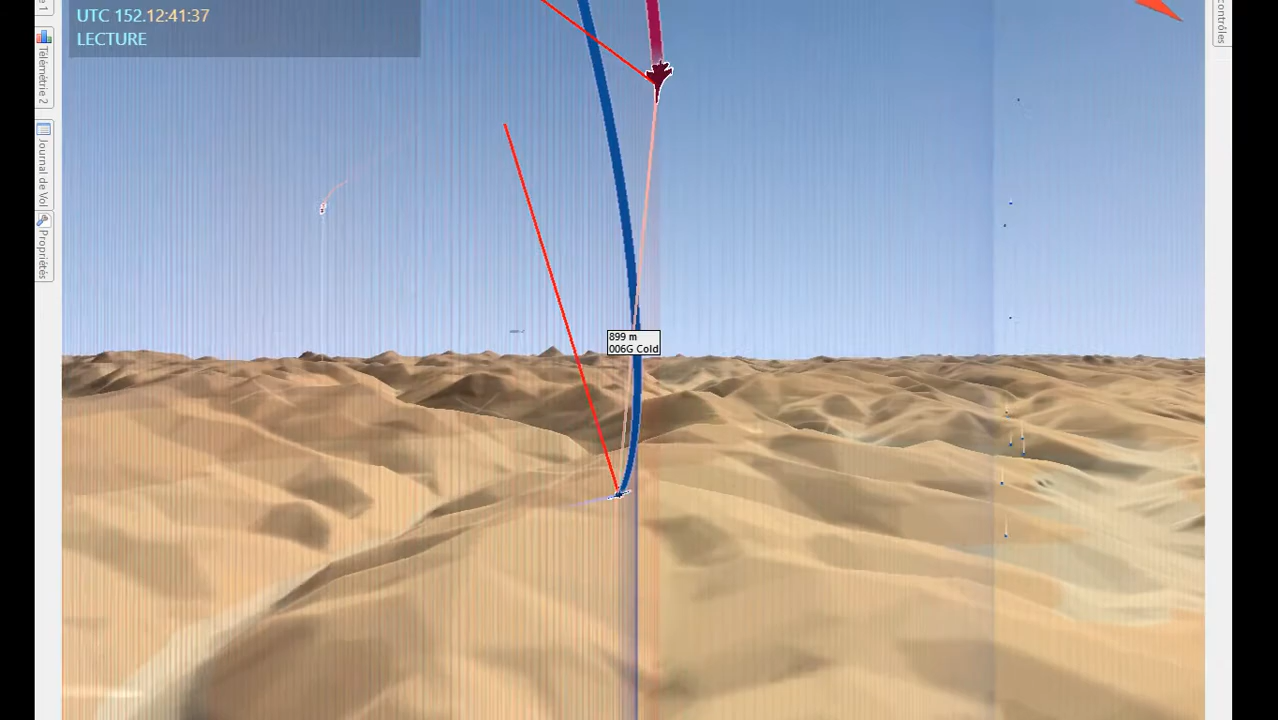 UTC 152.12:41:37
LECTURE
Télémétrie 2
Journal de Vol
Propriétés
contrôles
899 m
006G Cold